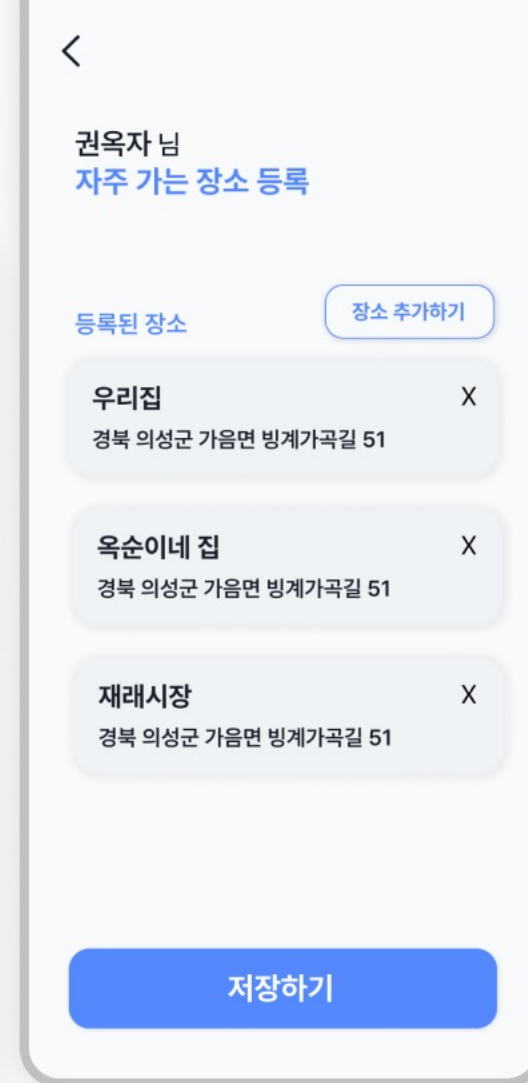 권옥자 님
자주 가는 장소 등록
등록된 장소
장소 추가하기
우리집
X
경북 의성군 가음면 빙계가곡길 51
옥순이네 집
X
경북 의성군 가음면 빙계가곡길 51
재래시장
X
경북 의성군 가음면 빙계가곡길 51
저장하기